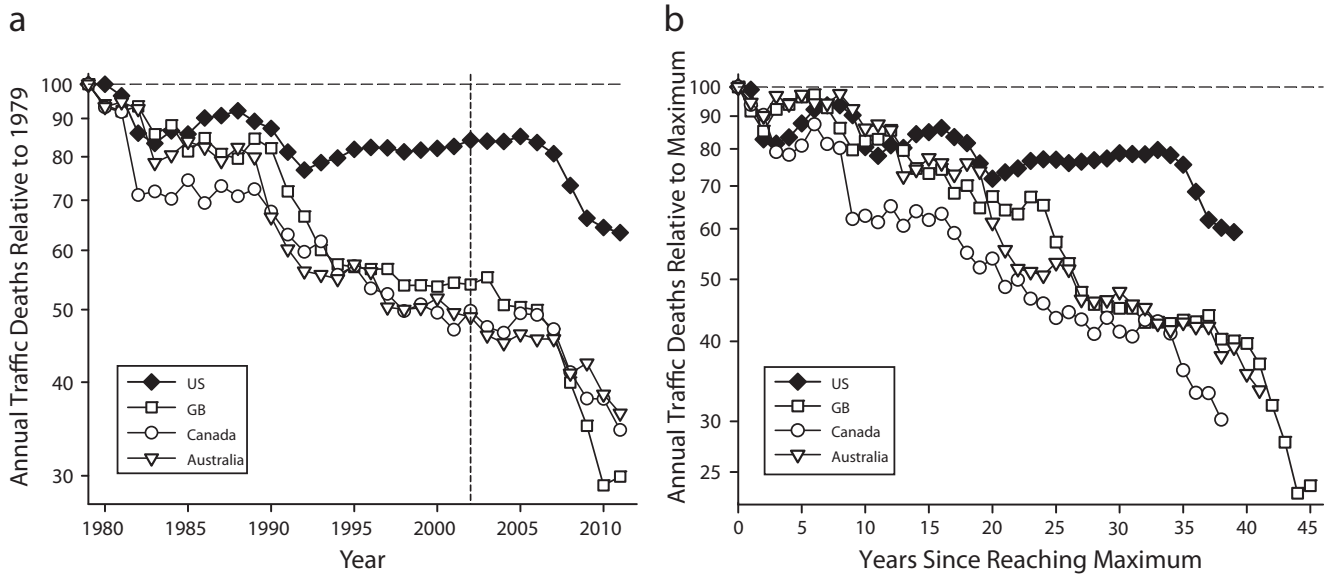 a
Annual Traffic Deaths Relative to 1979
100
90
80
70
60
50
40
30
US
GB
Canada
Australia
1980 1985 1990 1995 2000 2005 2010
Year
b
Annual Traffic Deaths Relative to Maximum
100
90
80
70
60
50
40
30
25
US
GB
Canada
Australia
0 5 10 15 20 25 30 35 40 45
Years Since Reaching Maximum